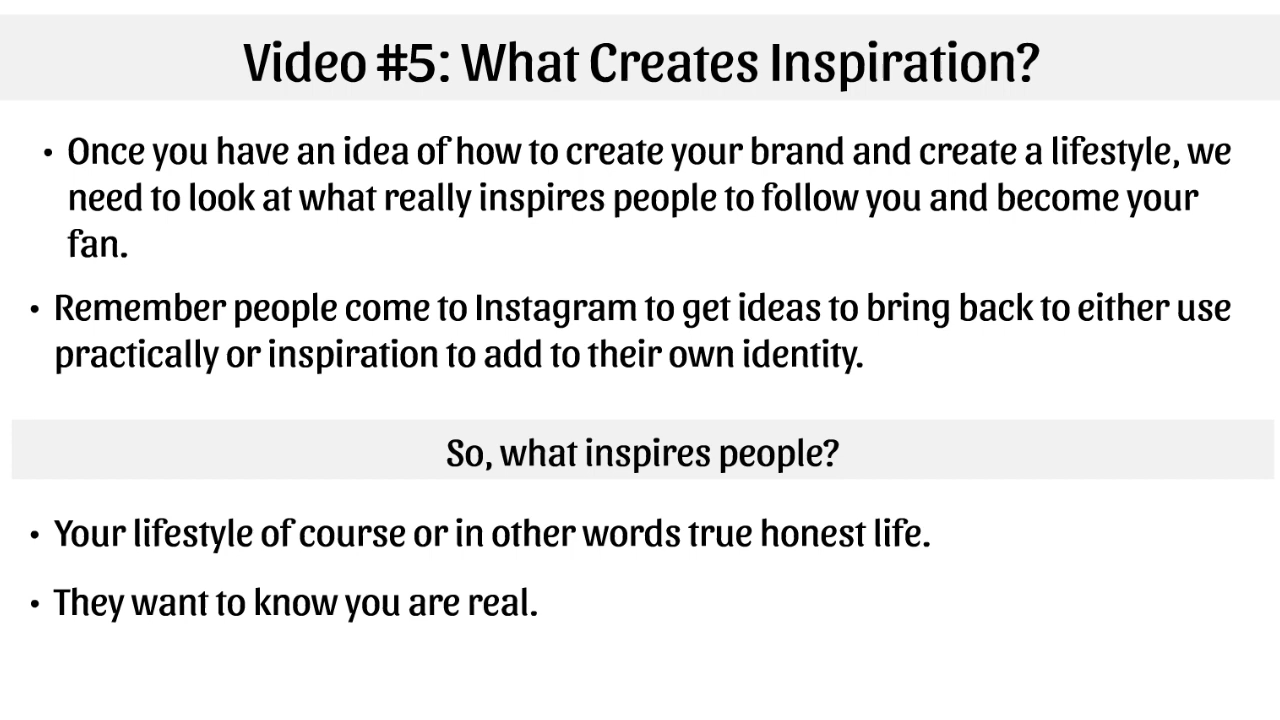 Video #5: What Creates Inspiration?
• Once you have an idea of how to create your brand and create a lifestyle, we
need to look at what really inspires people to follow you and become your
fan.
• Remember people come to Instagram to get ideas to bring back to either use
practically or inspiration to add to their own identity.
So, what inspires people?
• Your lifestyle of course or in other words true honest life.
• They want to know you are real.